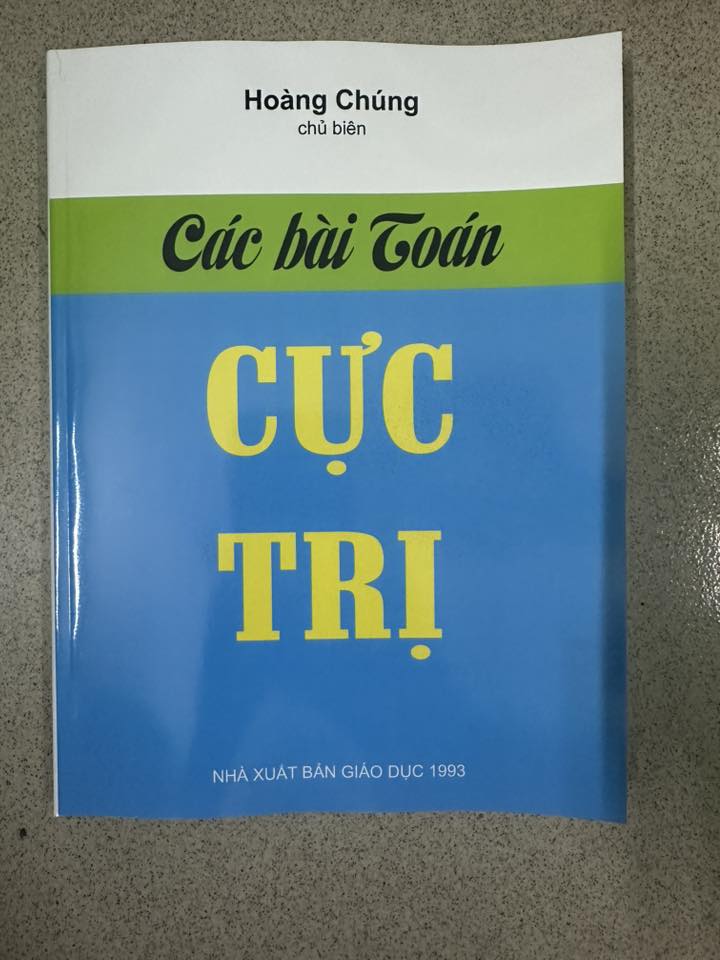 Hoàng Chúng
chủ biên
Các bài Toán
CỰC
TRỊ
NHÀ XUẤT BẢN GIÁO DỤC 1993